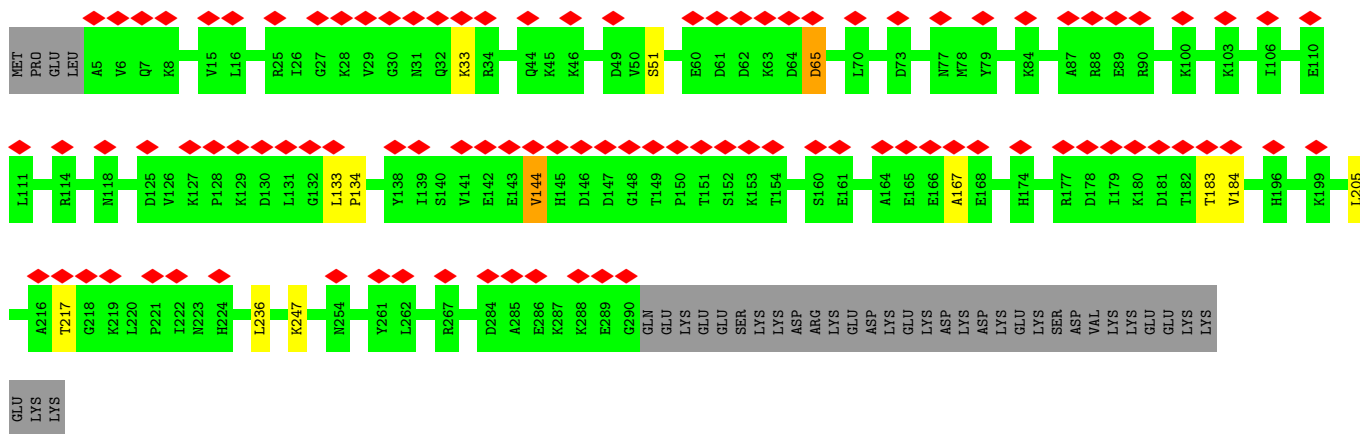 MET PRO GLU LEU A5 V6 Q7 K8 V15 L16 R25 I26 G27 K28 V29 G30 N31 Q32 K33 R34 Q44 K45 K46 D49 V50 S51 E60 D61 D62 K63 D64 D65 L70 D73 N77 M78 Y79 K84 A87 R88 E89 R90 K100 K103 I106 E110
L111 R114 N118 D125 V126 K127 P128 K129 D130 L131 G132 L133 P134 Y138 I139 S140 V141 E142 E143 V144 H145 D146 D147 G148 T149 P150 T151 S152 K153 T154 S160 E161 A164 E165 E166 A167 E168 H174 R177 D178 I179 K180 D181 T182 T183 V184 H196 K199 L205
A216 T217 G218 K219 L220 P221 I222 N223 H224 L236 K247 N254 Y261 L262 R267 D284 A285 E286 K287 K288 E289 G290 GLN GLU LYS GLU GLU SER LYS LYS ASP ARG LYS GLU ASP LYS GLU LYS ASP LYS ASP LYS GLU LYS SER ASP VAL LYS LYS GLU GLU LYS LYS
GLU LYS LYS